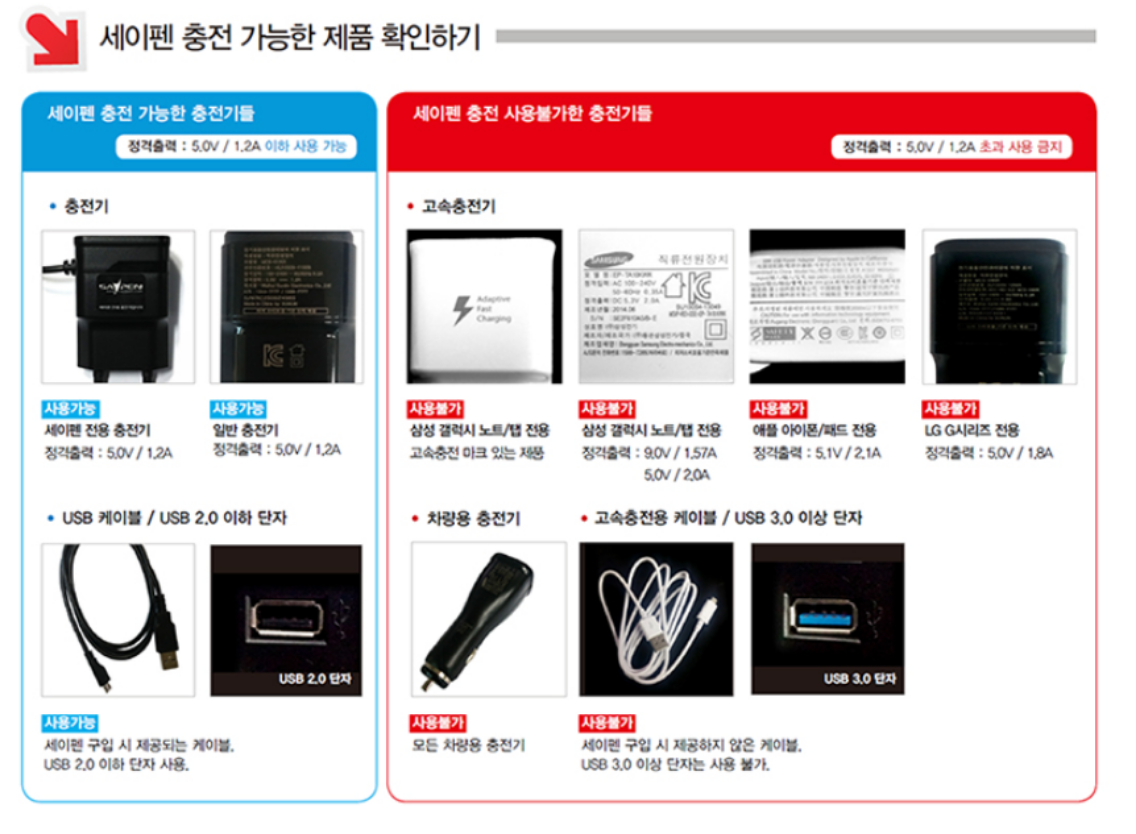 세이펜 충전 가능한 제품 확인하기
세이펜 충전 가능한 충전기들
정격출력 : 5.0V / 1.2A 이하 사용 가능
• 충전기
SAYPEN
사용가능
세이펜 전용 충전기
정격출력 : 5.0V / 1.2A
사용가능
일반 충전기
정격출력 : 5.0V / 1.2A
• USB 케이블 / USB 2.0 이하 단자
USB 2.0 단자
사용가능
세이펜 구입 시 제공되는 케이블.
USB 2.0 이하 단자 사용.
세이펜 충전 사용불가한 충전기들
정격출력 : 5.0V / 1.2A 초과 사용 금지
• 고속충전기
Adaptive
Fast
Charging
SAMSUNG
직류전원장치
사용불가
삼성 갤럭시 노트/탭 전용
고속충전 마크 있는 제품
사용불가
삼성 갤럭시 노트/탭 전용
정격출력 : 9.0V / 1.57A
5.0V / 2.0A
사용불가
애플 아이폰/패드 전용
정격출력 : 5.1V / 2.1A
사용불가
LG G시리즈 전용
정격출력 : 5.0V / 1.8A
• 차량용 충전기
사용불가
모든 차량용 충전기
• 고속충전용 케이블 / USB 3.0 이상 단자
USB 3.0 단자
사용불가
세이펜 구입 시 제공하지 않은 케이블.
USB 3.0 이상 단자는 사용 불가.